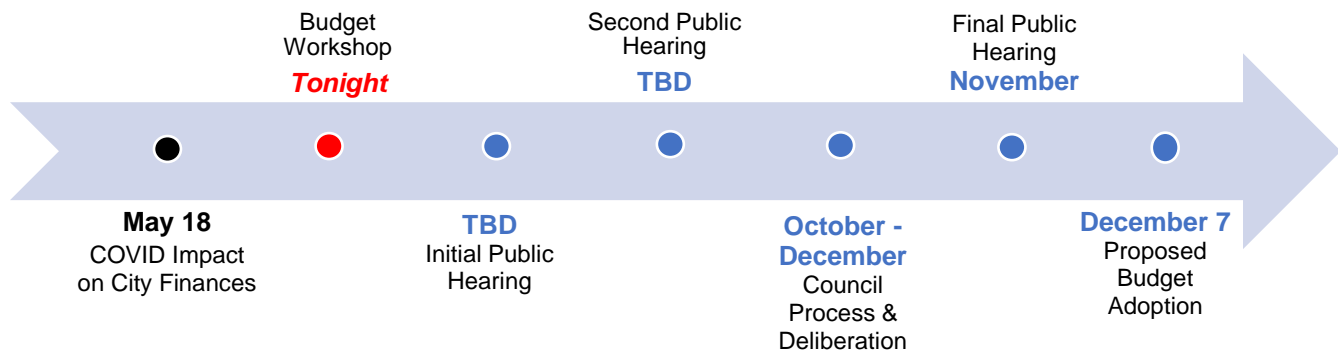 Budget
Workshop
Tonight
Second Public
Hearing
TBD
Final Public
Hearing
November
May 18
COVID Impact
on City Finances
TBD
Initial Public
Hearing
October -
December
Council
Process &
Deliberation
December 7
Proposed
Budget
Adoption